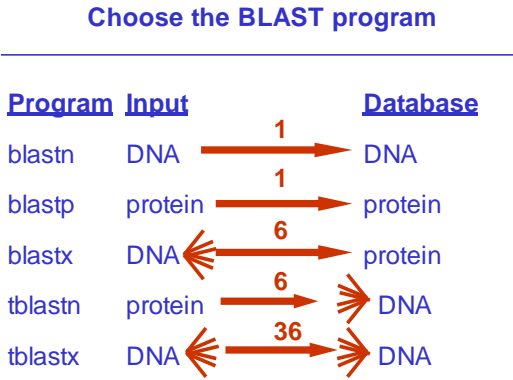 Choose the BLAST program
Program Input Database
1
blastn DNA DNA
1
blastp protein protein
6
blastx DNA protein
6
tblastn protein DNA
36
tblastx DNA DNA